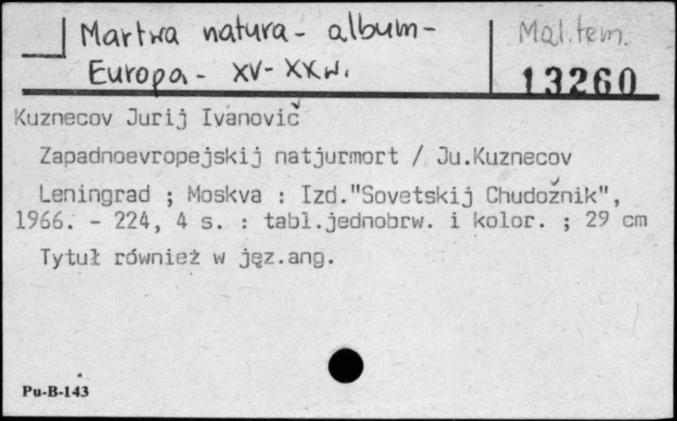 Martwa natura - album -
Mal.tem.
Europa - XV - XX w.
13260
Kuznecov Jurij Ivanovič
Zapadnoevropejskij natjurmort / Ju.Kuznecov
Leningrad ; Moskva : Izd."Sovetskij Chudožnik",
1966. - 224, 4 s. : tabl.jednobrw. i kolor. ; 29 cm
Tytuł również w jęz.ang.
Pu-B-143